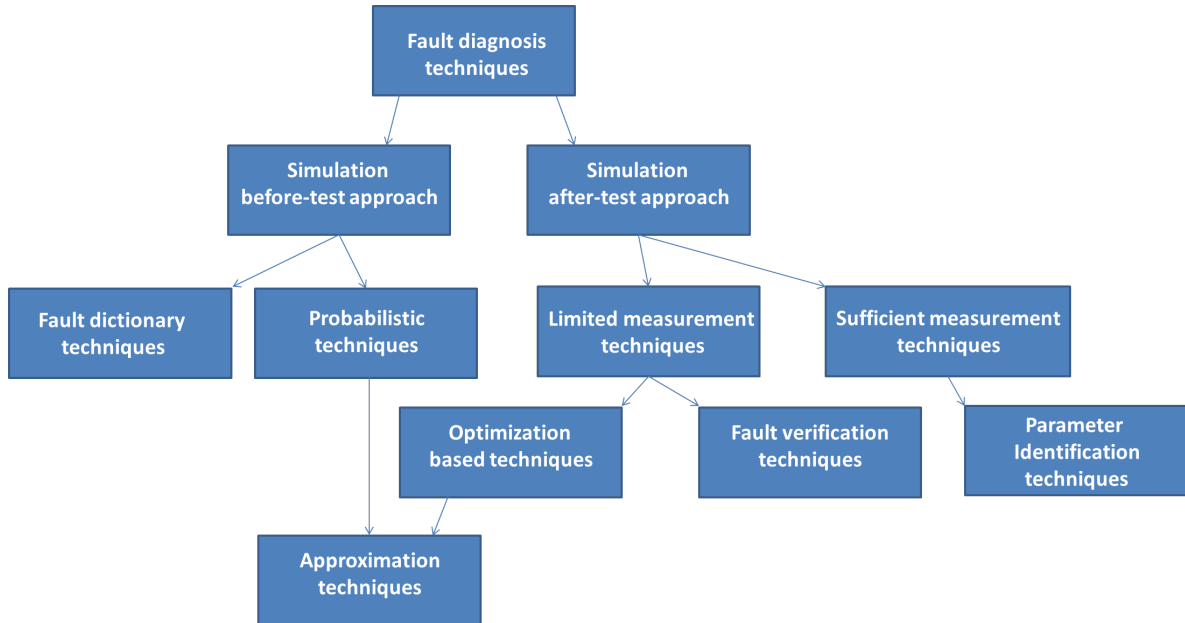 Fault diagnosis
techniques
Simulation
before-test approach
Simulation
after-test approach
Fault dictionary
techniques
Probabilistic
techniques
Limited measurement
techniques
Sufficient measurement
techniques
Optimization
based techniques
Fault verification
techniques
Parameter
Identification
techniques
Approximation
techniques